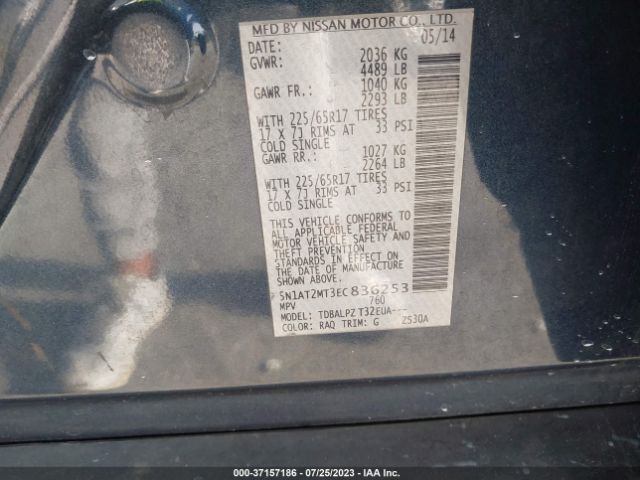 MFD BY NISSAN MOTOR CO., LTD.
DATE: 05/14
GVWR: 2036 KG
4489 LB
GAWR FR.: 1040 KG
2293 LB
WITH 225/65R17 TIRES
17 X 7J RIMS AT 33 PSI
COLD SINGLE
GAWR RR.: 1027 KG
2264 LB
WITH 225/65R17 TIRES
17 X 7J RIMS AT 33 PSI
COLD SINGLE
THIS VEHICLE CONFORMS TO
ALL APPLICABLE FEDERAL
MOTOR VEHICLE SAFETY AND
THEFT PREVENTION
STANDARDS IN EFFECT ON
THE DATE OF MANUFACTURE
SHOWN ABOVE.
5N1AT2MT3EC836253
MPV 760
MODEL: TDBALPZ T32EUA---
COLOR: RAQ TRIM: G Z530A
000-37157186 - 07/25/2023 - IAA Inc.